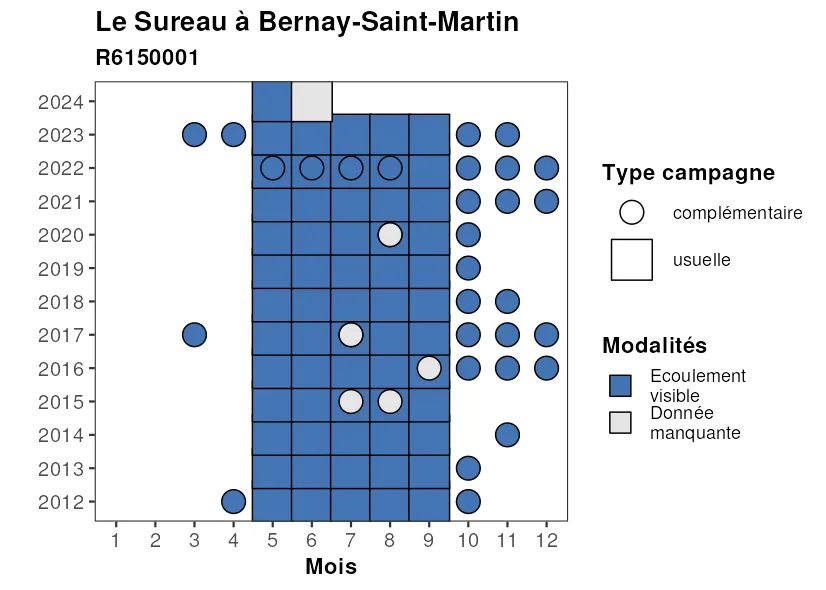 Le Sureau à Bernay-Saint-Martin
R6150001
2024
2023
2022
2021
2020
2019
2018
2017
2016
2015
2014
2013
2012
1 2 3 4 5 6 7 8 9 10 11 12
Mois
Type campagne
complémentaire
usuelle
Modalités
Ecoulement
visible
Donnée
manquante